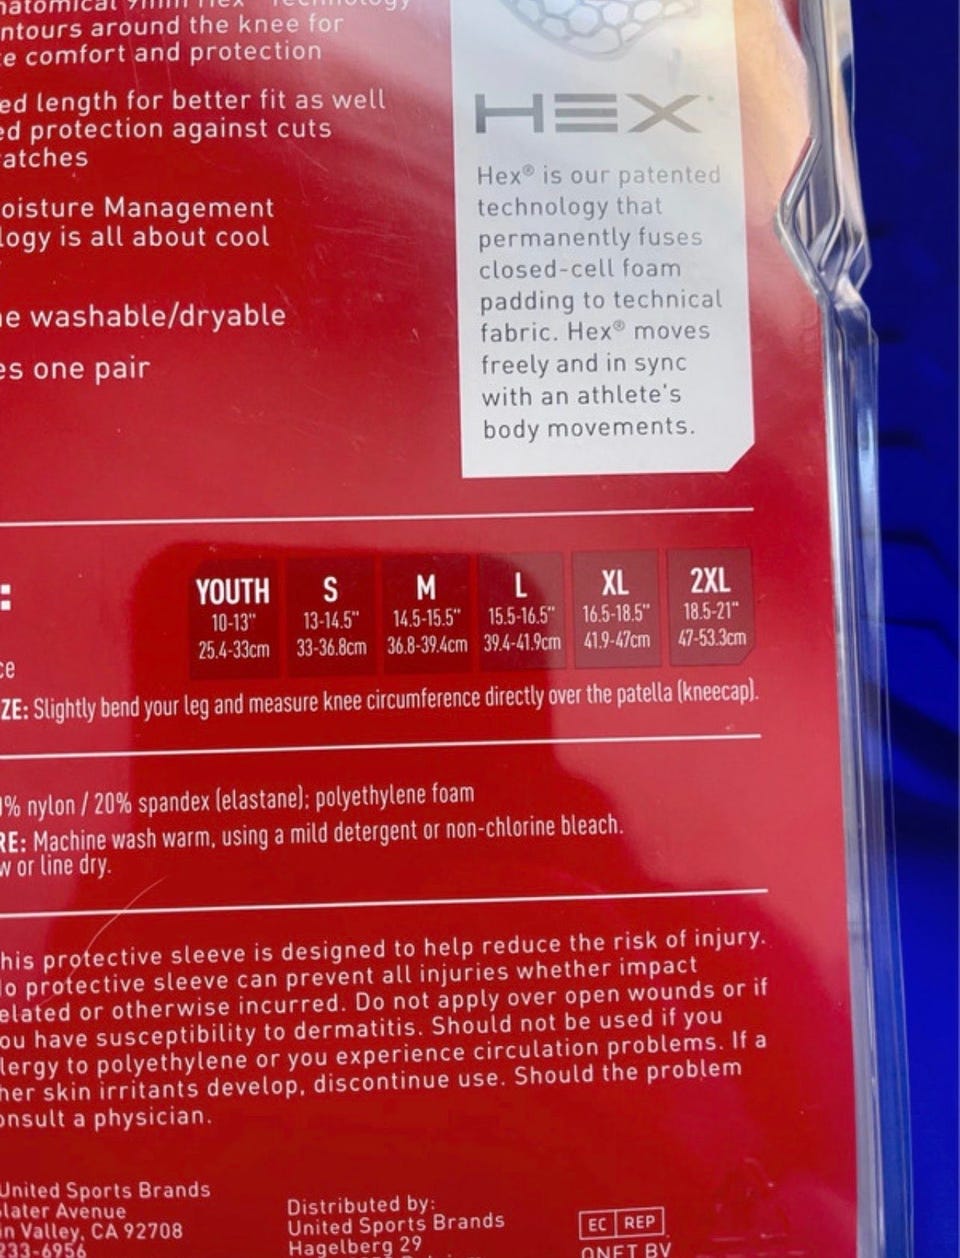 ntours around the knee for
e comfort and protection
ed length for better fit as well
ed protection against cuts
atches
oisture Management
logy is all about cool
e washable/dryable
es one pair
HEX
Hex® is our patented
technology that
permanently fuses
closed-cell foam
padding to technical
fabric. Hex® moves
freely and in sync
with an athlete's
body movements.
YOUTH S M L XL 2XL
10-13" 13-14.5" 14.5-15.5" 15.5-16.5" 16.5-18.5" 18.5-21"
25.4-33cm 33-36.8cm 36.8-39.4cm 39.4-41.9cm 41.9-47cm 47-53.3cm
ce
ZE: Slightly bend your leg and measure knee circumference directly over the patella (kneecap).
% nylon / 20% spandex (elastane); polyethylene foam
RE: Machine wash warm, using a mild detergent or non-chlorine bleach.
w or line dry.
his protective sleeve is designed to help reduce the risk of injury.
o protective sleeve can prevent all injuries whether impact
elated or otherwise incurred. Do not apply over open wounds or if
ou have susceptibility to dermatitis. Should not be used if you
lergy to polyethylene or you experience circulation problems. If a
her skin irritants develop, discontinue use. Should the problem
onsult a physician.
United Sports Brands
later Avenue
in Valley, CA 92708
233-6956
Distributed by:
United Sports Brands
Hagelberg 29
EC REP
QNET BV